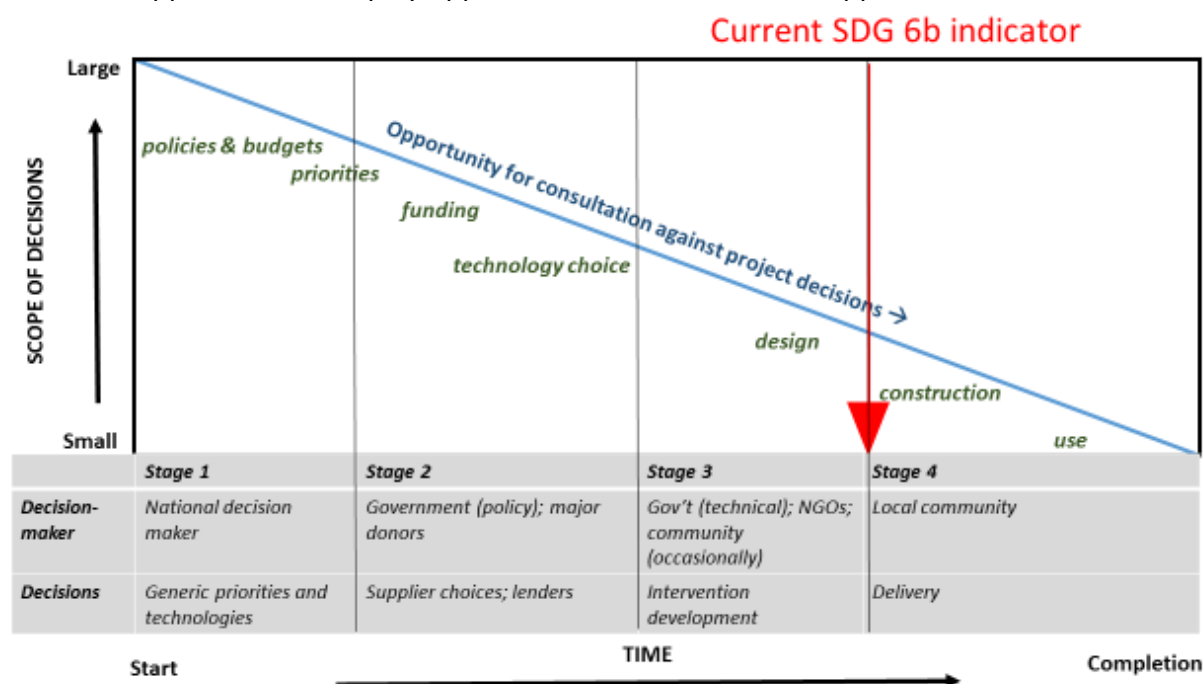 Current SDG 6b indicator
Large
SCOPE OF DECISIONS
Small
policies & budgets
priorities
funding
technology choice
Opportunity for consultation against project decisions →
design
construction
use
Stage 1
Stage 2
Stage 3
Stage 4
Decision-
maker
National decision
maker
Government (policy); major
donors
Gov't (technical); NGOs;
community
(occasionally)
Local community
Decisions
Generic priorities and
technologies
Supplier choices; lenders
Intervention
development
Delivery
Start
TIME
Completion